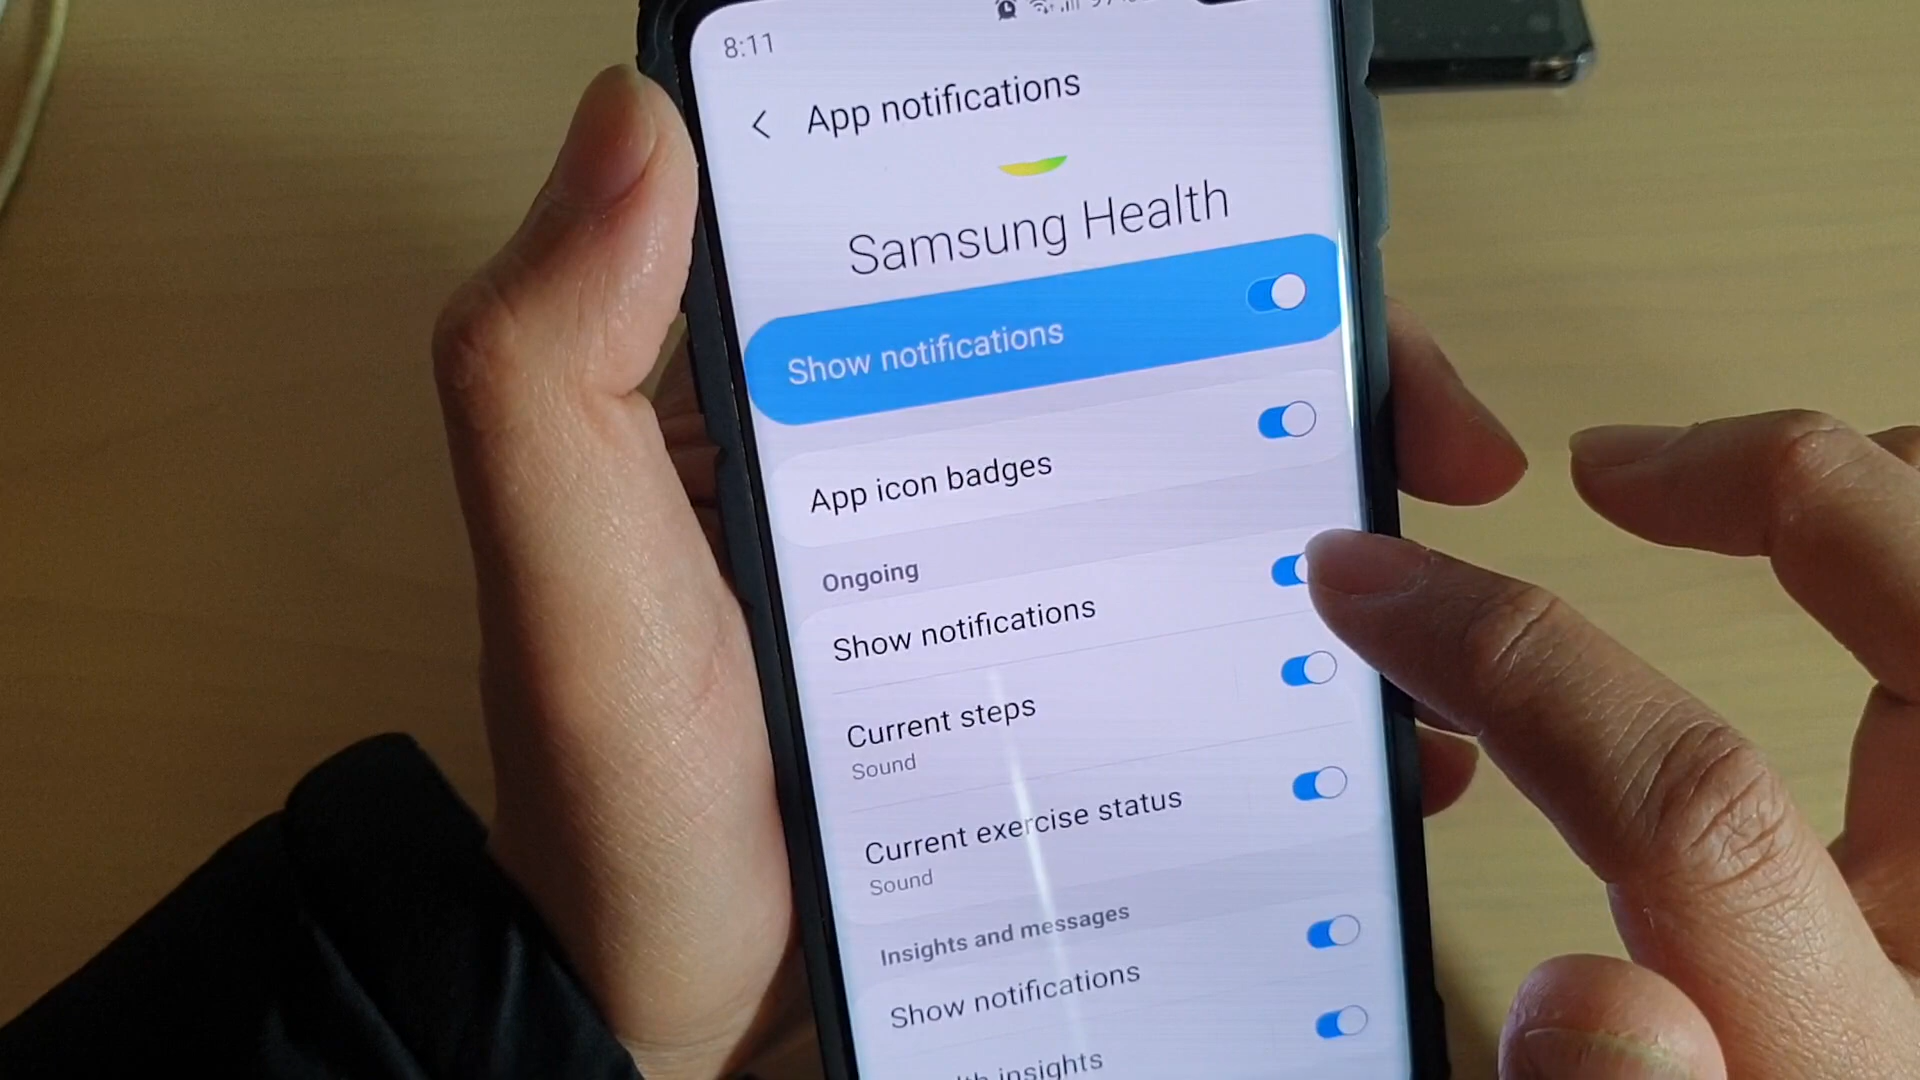 8:11
App notifications
Samsung Health
Show notifications
App icon badges
Ongoing
Show notifications
Current steps
Sound
Current exercise status
Sound
Insights and messages
Show notifications
insights